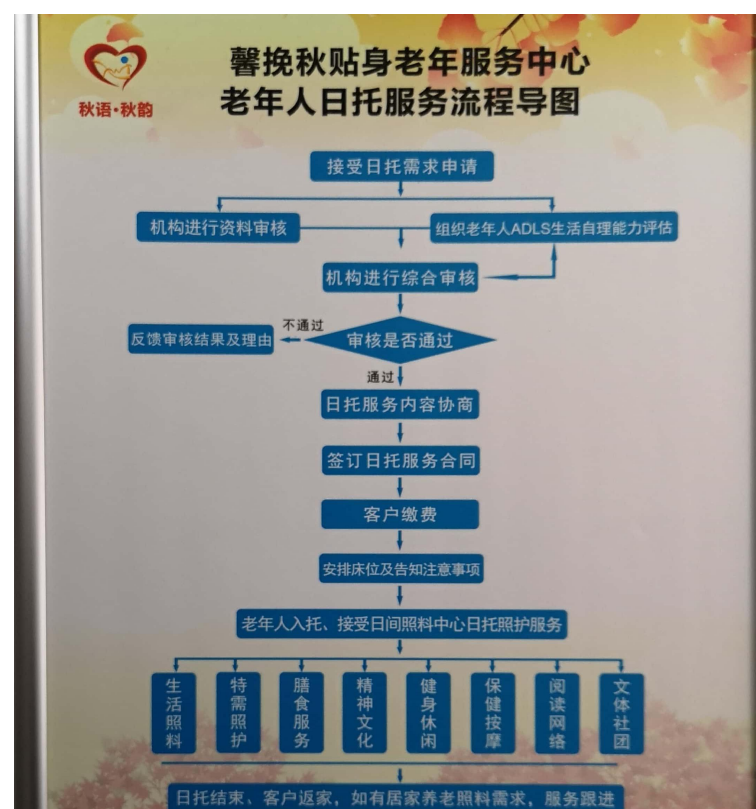 馨挽秋贴身老年服务中心
秋语·秋韵
老年人日托服务流程导图
接受日托需求申请
机构进行资料审核
组织老年人ADLS生活自理能力评估
机构进行综合审核
不通过
反馈审核结果及理由
审核是否通过
通过
日托服务内容协商
签订日托服务合同
客户缴费
安排床位及告知注意事项
老年人入托、接受日间照料中心日托照护服务
生活照料
特需照护
膳食服务
精神文化
健身休闲
保健按摩
阅读网络
文体社团
日托结束、客户返家，如有居家养老照料需求，服务跟进